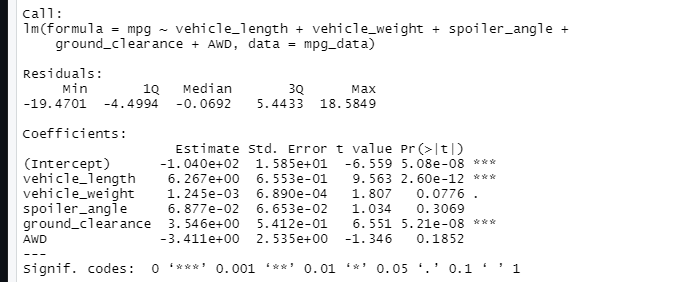 Call:
lm(formula = mpg ~ vehicle_length + vehicle_weight + spoiler_angle +
    ground_clearance + AWD, data = mpg_data)
Residuals:
     Min       1Q   Median       3Q      Max
-19.4701  -4.4994  -0.0692   5.4433  18.5849
Coefficients:
                   Estimate Std. Error t value Pr(>|t|)
(Intercept)      -1.040e+02  1.585e+01  -6.559 5.08e-08 ***
vehicle_length    6.267e+00  6.553e-01   9.563 2.60e-12 ***
vehicle_weight    1.245e-03  6.890e-04   1.807   0.0776 .
spoiler_angle     6.877e-02  6.653e-02   1.034   0.3069
ground_clearance  3.546e+00  5.412e-01   6.551 5.21e-08 ***
AWD              -3.411e+00  2.535e+00  -1.346   0.1852
---
Signif. codes:  0 ‘***’ 0.001 ‘**’ 0.01 ‘*’ 0.05 ‘.’ 0.1 ‘ ’ 1